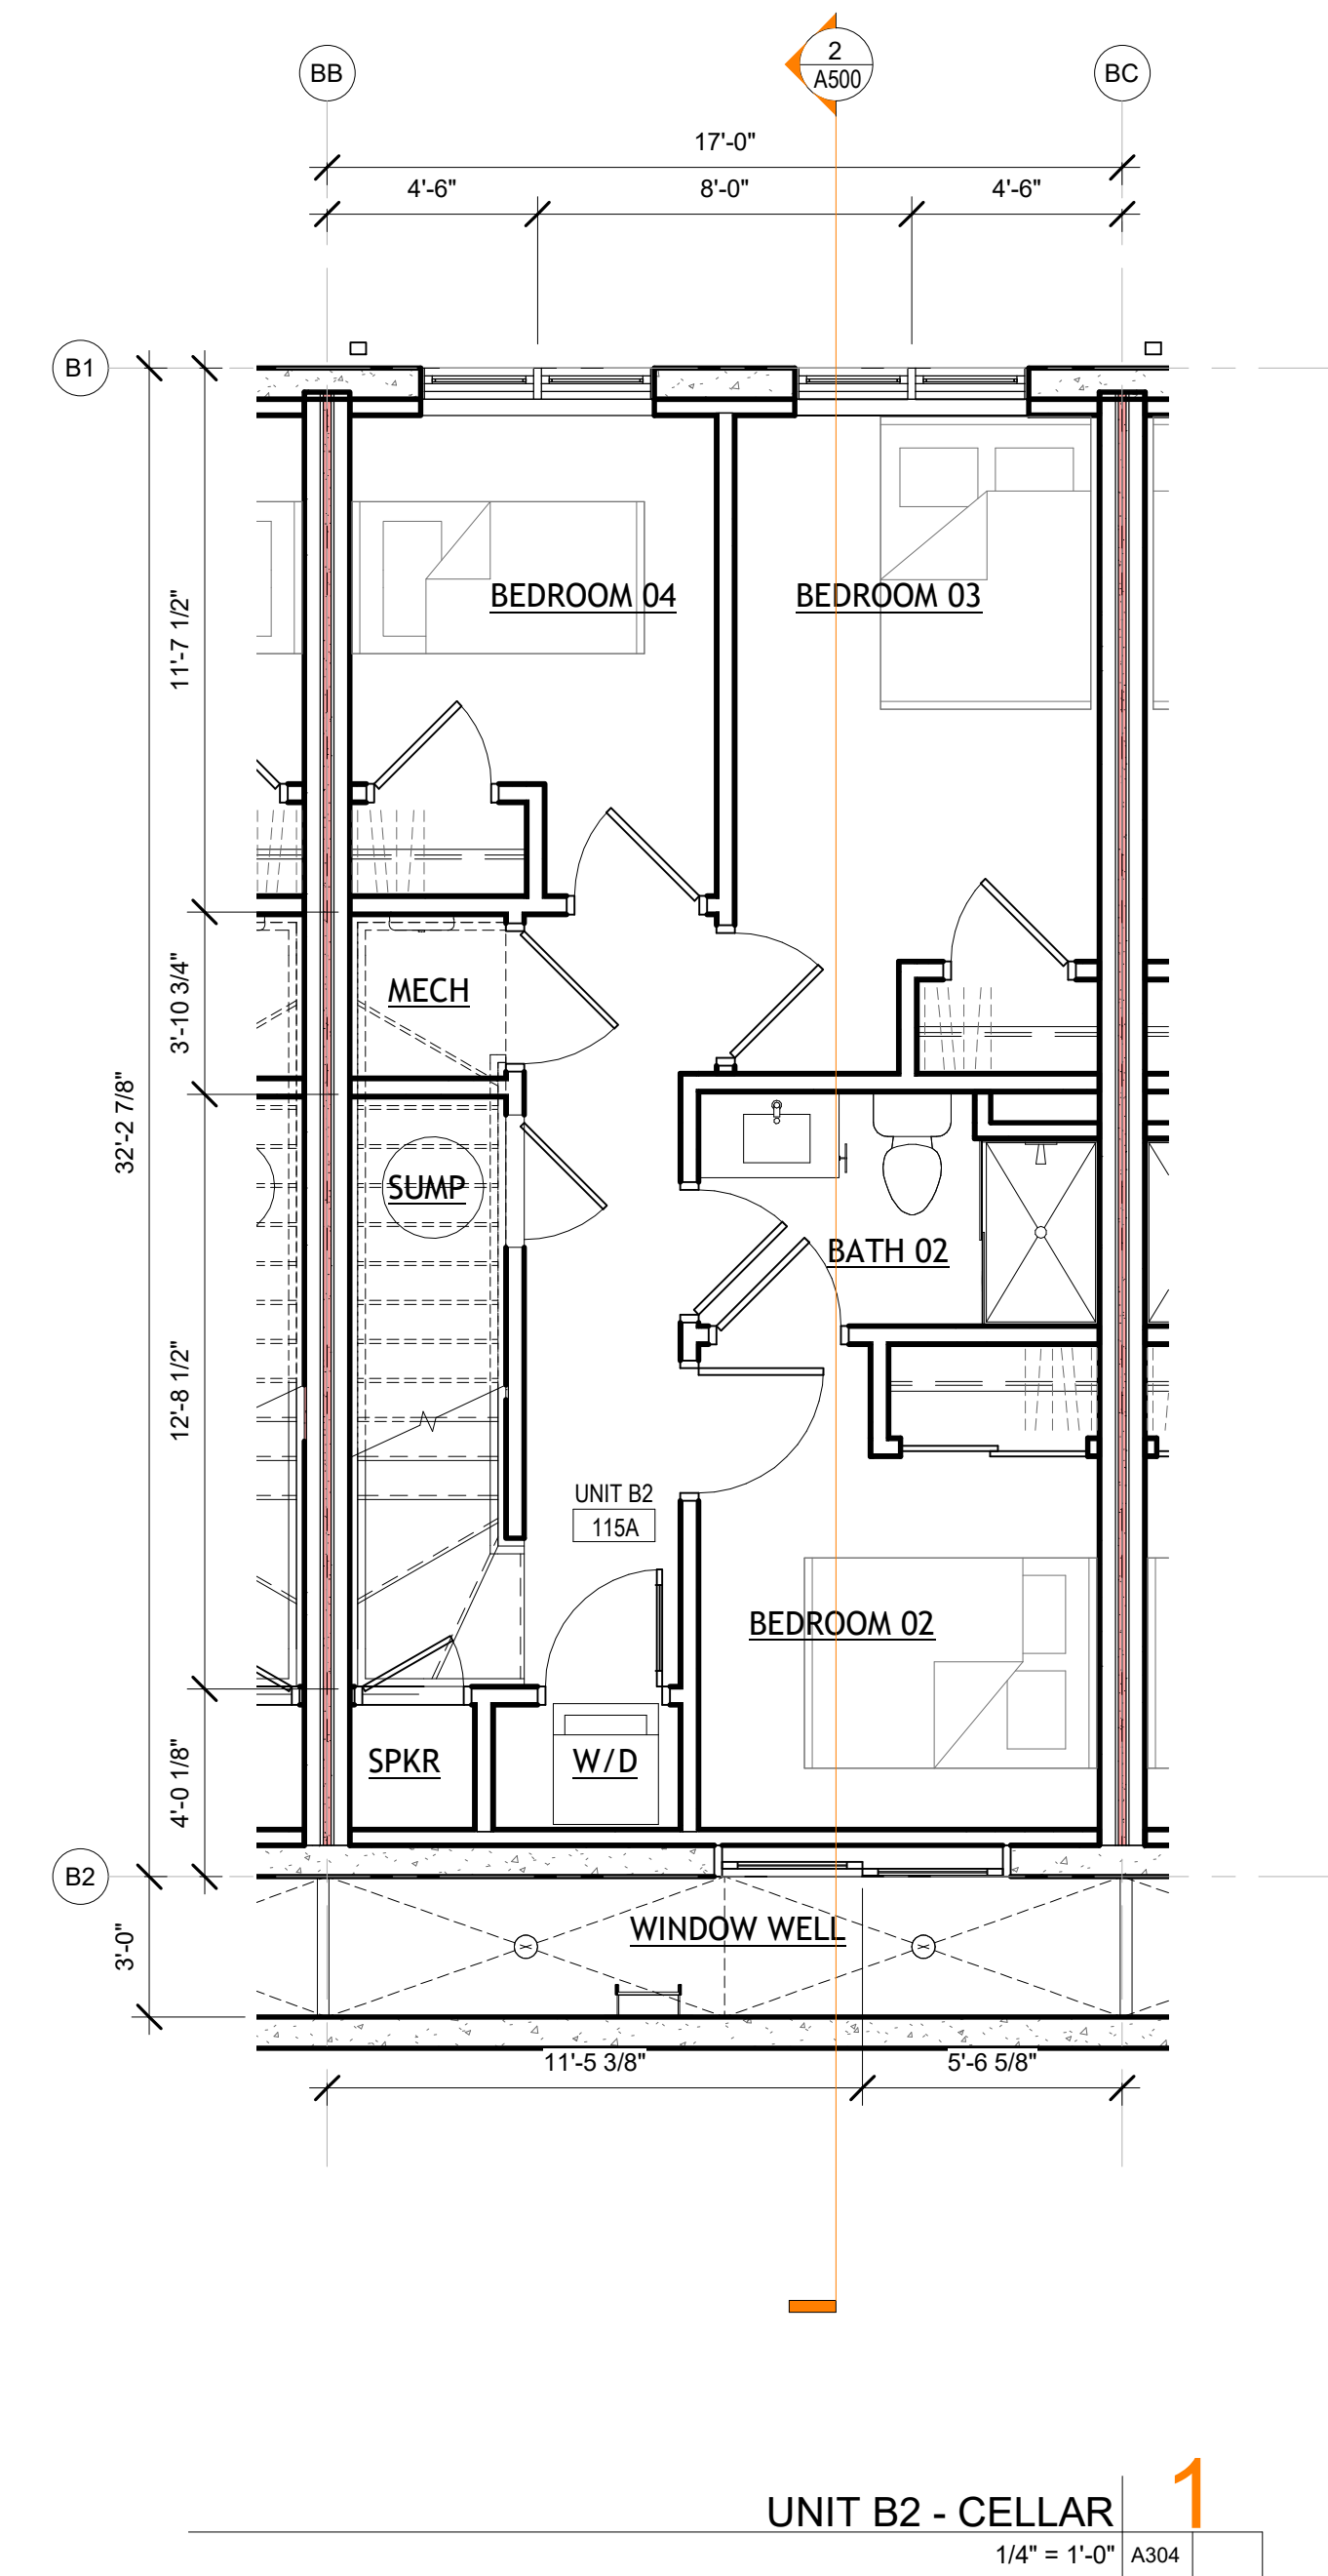 BB
2
A500
BC
17'-0"
4'-6"
8'-0"
4'-6"
B1
11'-7 1/2"
BEDROOM 04
BEDROOM 03
3'-10 3/4"
MECH
32'-2 7/8"
SUMP
BATH 02
12'-8 1/2"
UNIT B2
115A
BEDROOM 02
4'-0 1/8"
SPKR
W/D
B2
3'-0"
WINDOW WELL
11'-5 3/8"
5'-6 5/8"
UNIT B2 - CELLAR
1
1/4" = 1'-0"
A304